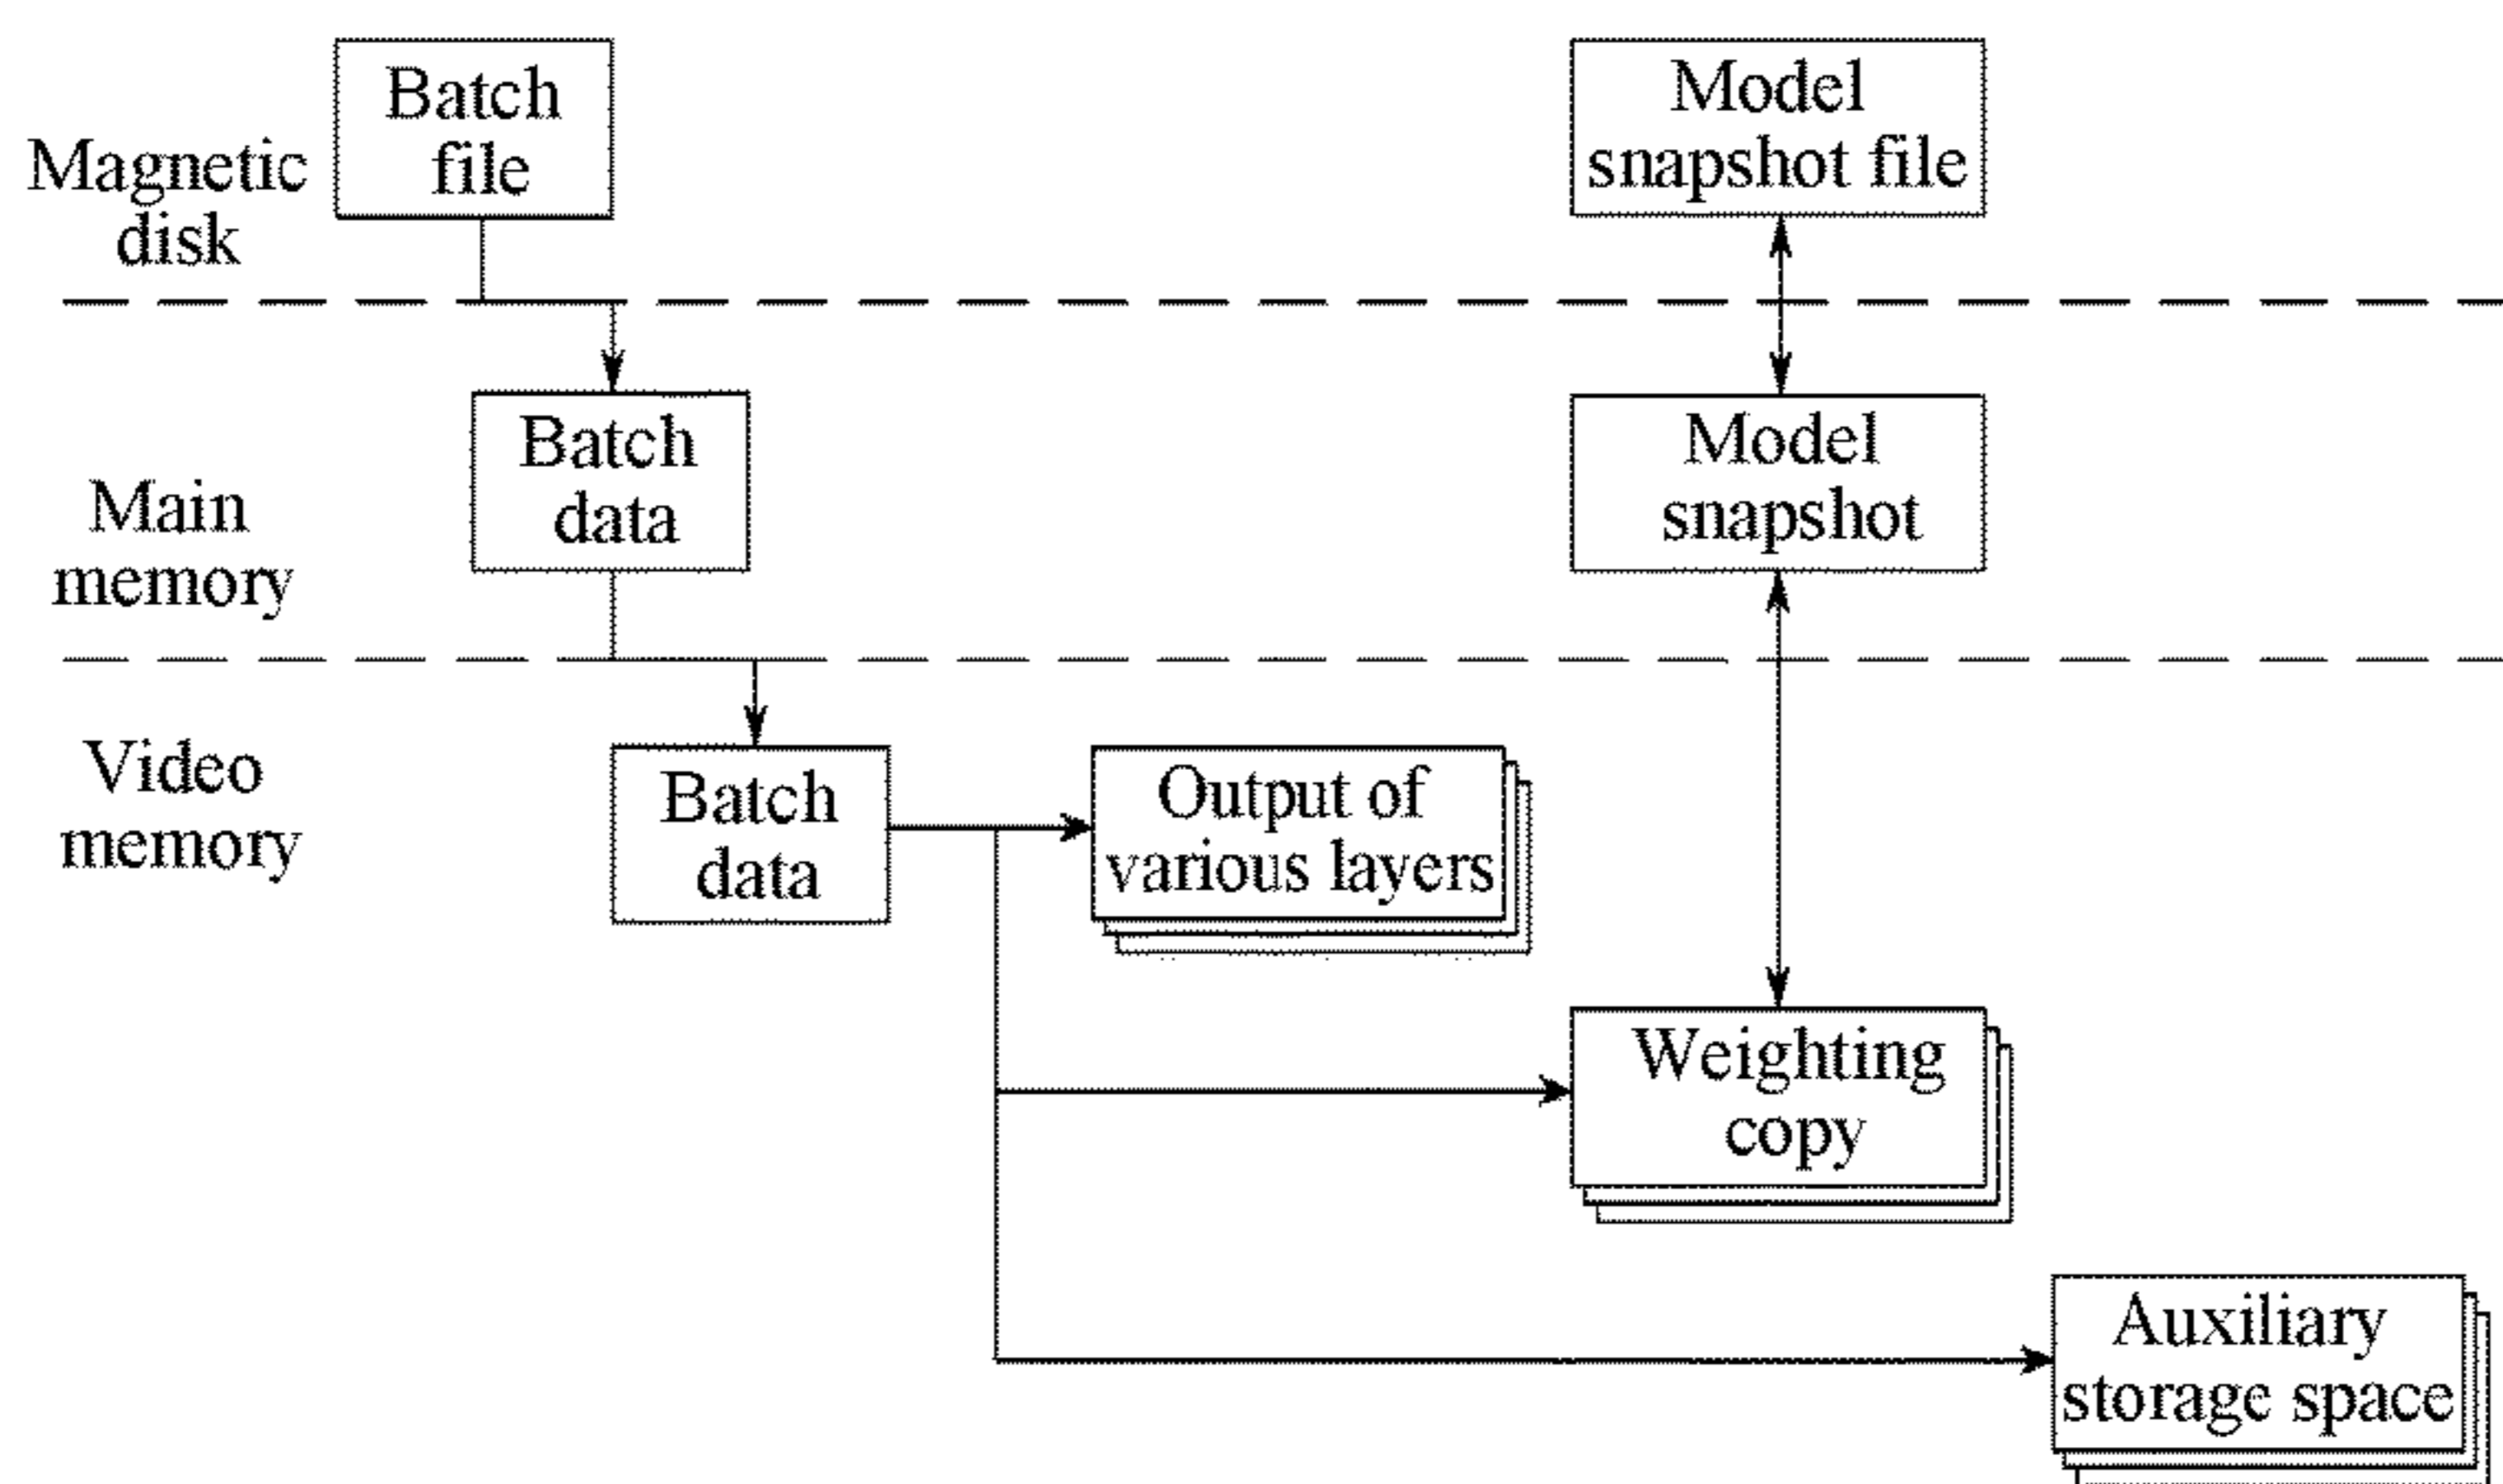 Magnetic
disk
Batch
file
Model
snapshot file
Main
memory
Batch
data
Model
snapshot
Video
memory
Batch
data
Output of
various layers
Weighting
copy
Auxiliary
storage space